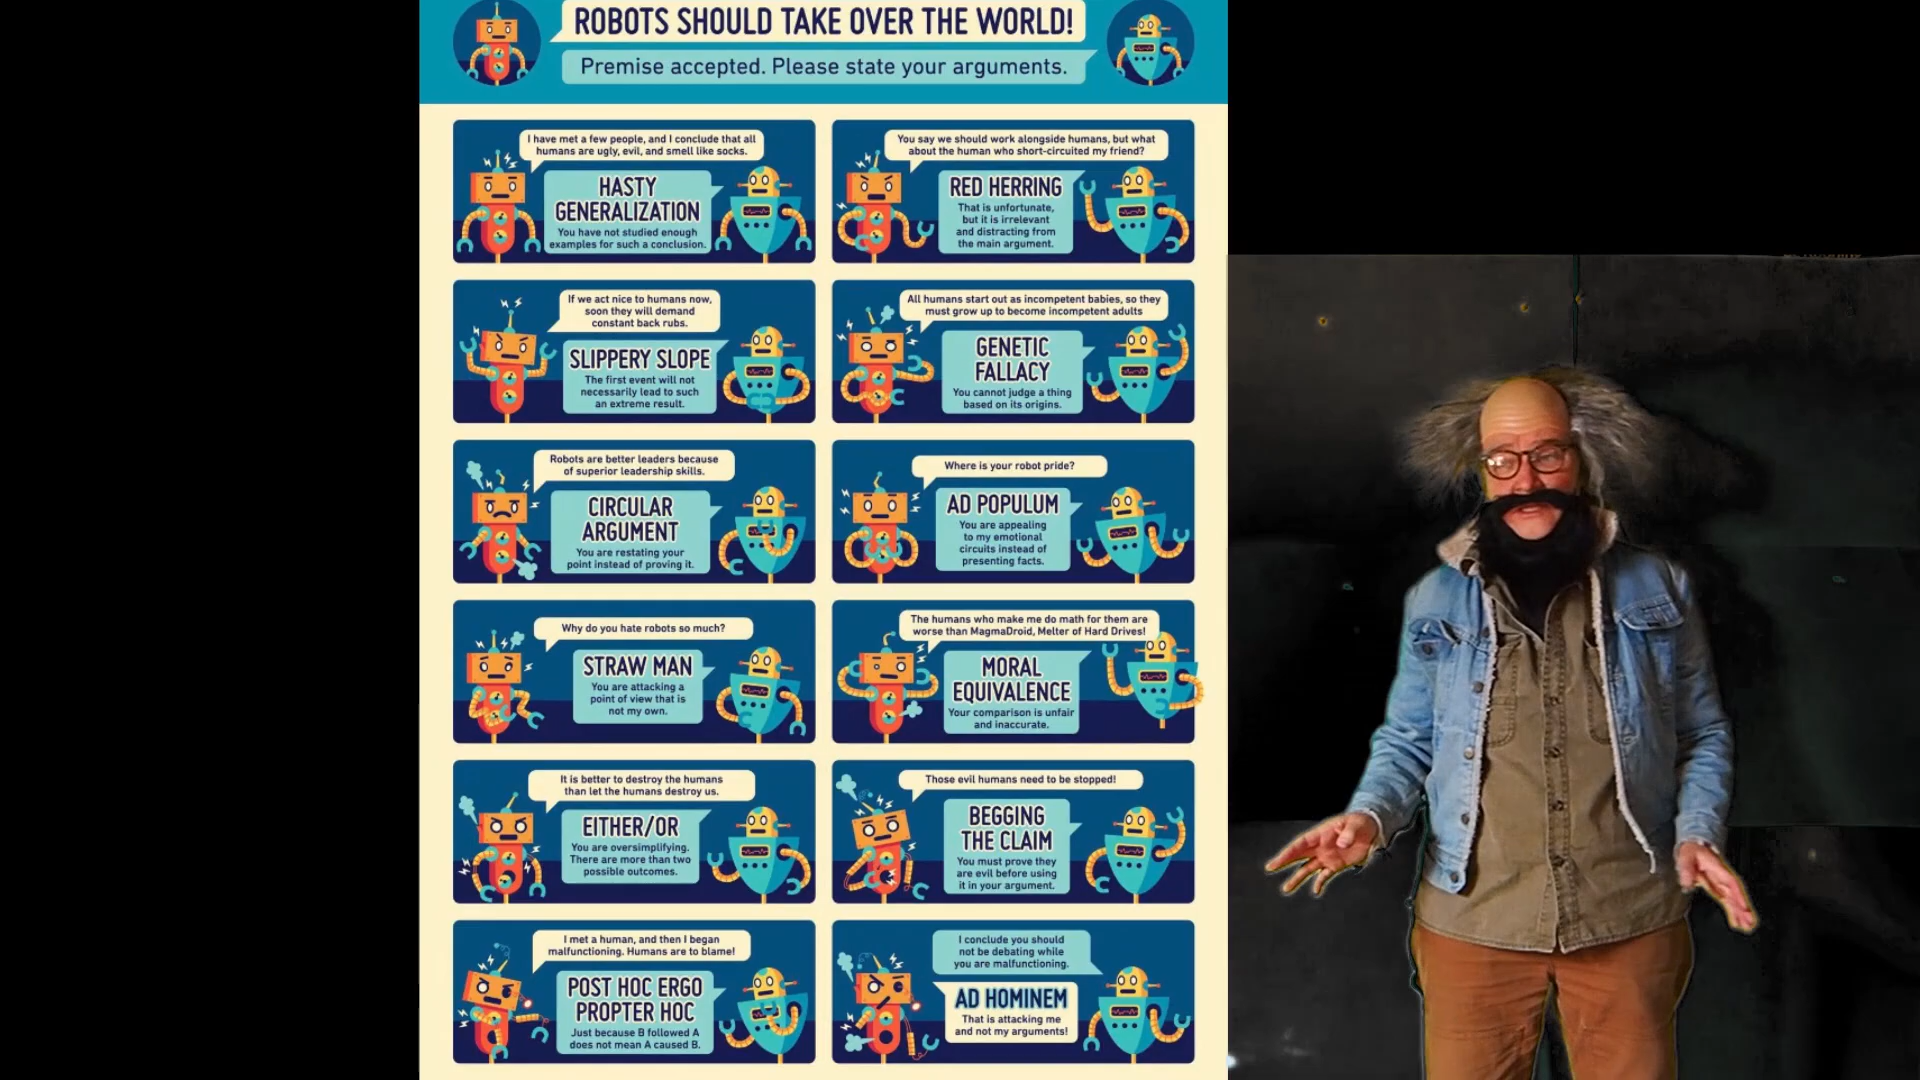 ROBOTS SHOULD TAKE OVER THE WORLD!
Premise accepted. Please state your arguments.
I have met a few people, and I conclude that all
humans are ugly, evil, and smell like socks.
HASTY
GENERALIZATION
You have not studied enough
examples for such a conclusion.
You say we should work alongside humans, but what
about the human who short-circuited my friend?
RED HERRING
That is unfortunate,
but it is irrelevant
and distracting from
the main argument.
If we act nice to humans now,
soon they will demand
constant back rubs.
SLIPPERY SLOPE
The first event will not
necessarily lead to such
an extreme result.
All humans start out as incompetent babies, so they
must grow up to become incompetent adults
GENETIC
FALLACY
You cannot judge a thing
based on its origins.
Robots are better leaders because
of superior leadership skills.
CIRCULAR
ARGUMENT
You are restating your
point instead of proving it.
Where is your robot pride?
AD POPULUM
You are appealing
to my emotional
circuits instead of
presenting facts.
Why do you hate robots so much?
STRAW MAN
You are attacking a
point of view that is
not my own.
The humans who make me do math for them are
worse than MagmaDroid, Melter of Hard Drives!
MORAL
EQUIVALENCE
Your comparison is unfair
and inaccurate.
It is better to destroy the humans
than let the humans destroy us.
EITHER/OR
You are oversimplifying.
There are more than two
possible outcomes.
Those evil humans need to be stopped!
BEGGING
THE CLAIM
You must prove they
are evil before using
it in your argument.
I met a human, and then I began
malfunctioning. Humans are to blame!
POST HOC ERGO
PROPTER HOC
Just because B followed A
does not mean A caused B.
I conclude you should
not be debating while
you are malfunctioning.
AD HOMINEM
That is attacking me
and not my arguments!